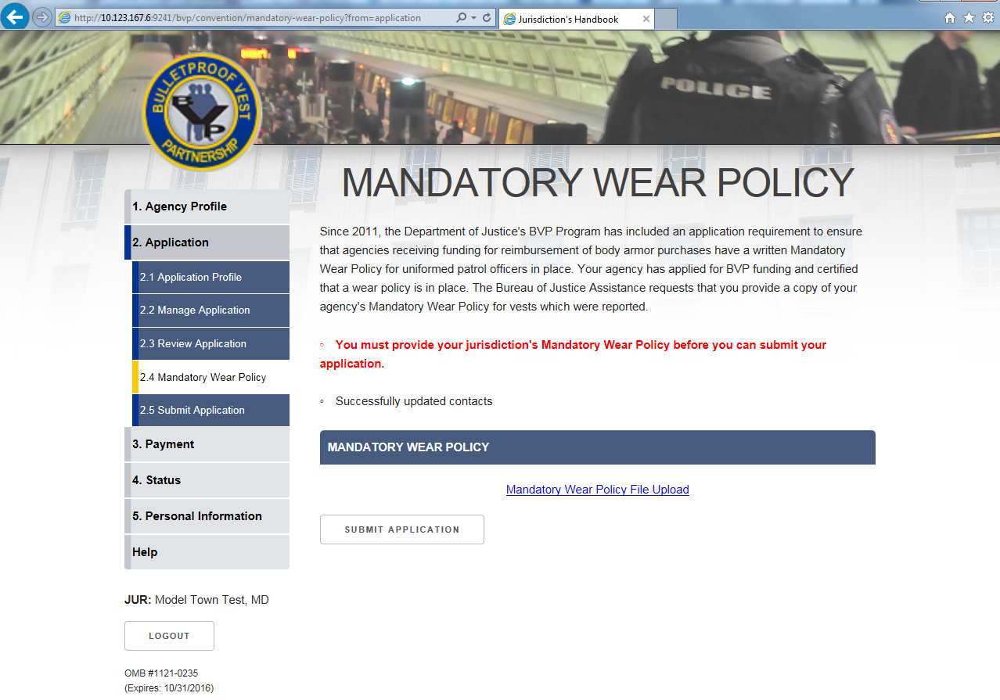 http://10.123.167.6:9241/bvp/convention/mandatory-wear-policy?from=application
Jurisdiction's Handbook
POLICE
BULLETPROOF VEST
BVP
PARTNERSHIP
MANDATORY WEAR POLICY
1. Agency Profile
2. Application
2.1 Application Profile
2.2 Manage Application
2.3 Review Application
2.4 Mandatory Wear Policy
2.5 Submit Application
3. Payment
4. Status
5. Personal Information
Help
JUR: Model Town Test, MD
LOGOUT
OMB #1121-0235
(Expires: 10/31/2016)
Since 2011, the Department of Justice's BVP Program has included an application requirement to ensure
that agencies receiving funding for reimbursement of body armor purchases have a written Mandatory
Wear Policy for uniformed patrol officers in place. Your agency has applied for BVP funding and certified
that a wear policy is in place. The Bureau of Justice Assistance requests that you provide a copy of your
agency's Mandatory Wear Policy for vests which were reported.
◦ You must provide your jurisdiction's Mandatory Wear Policy before you can submit your
application.
◦ Successfully updated contacts
MANDATORY WEAR POLICY
Mandatory Wear Policy File Upload
SUBMIT APPLICATION